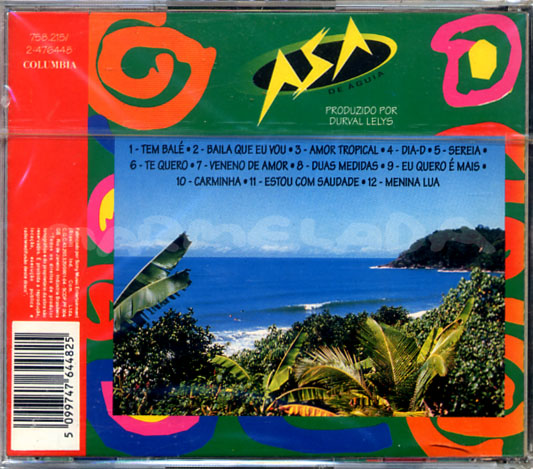 758.215/
2-476448
COLUMBIA
ASA
DE ÁGUIA
PRODUZIDO POR
DURVAL LELYS
1 - TEM BALÉ • 2 - BAILA QUE EU VOU • 3 - AMOR TROPICAL • 4 - DIA-D • 5 - SEREIA •
6 - TE QUERO • 7 - VENENO DE AMOR • 8 - DUAS MEDIDAS • 9 - EU QUERO É MAIS •
10 - CARMINHA • 11 - ESTOU COM SAUDADE • 12 - MENINA LUA
5 099747 644825